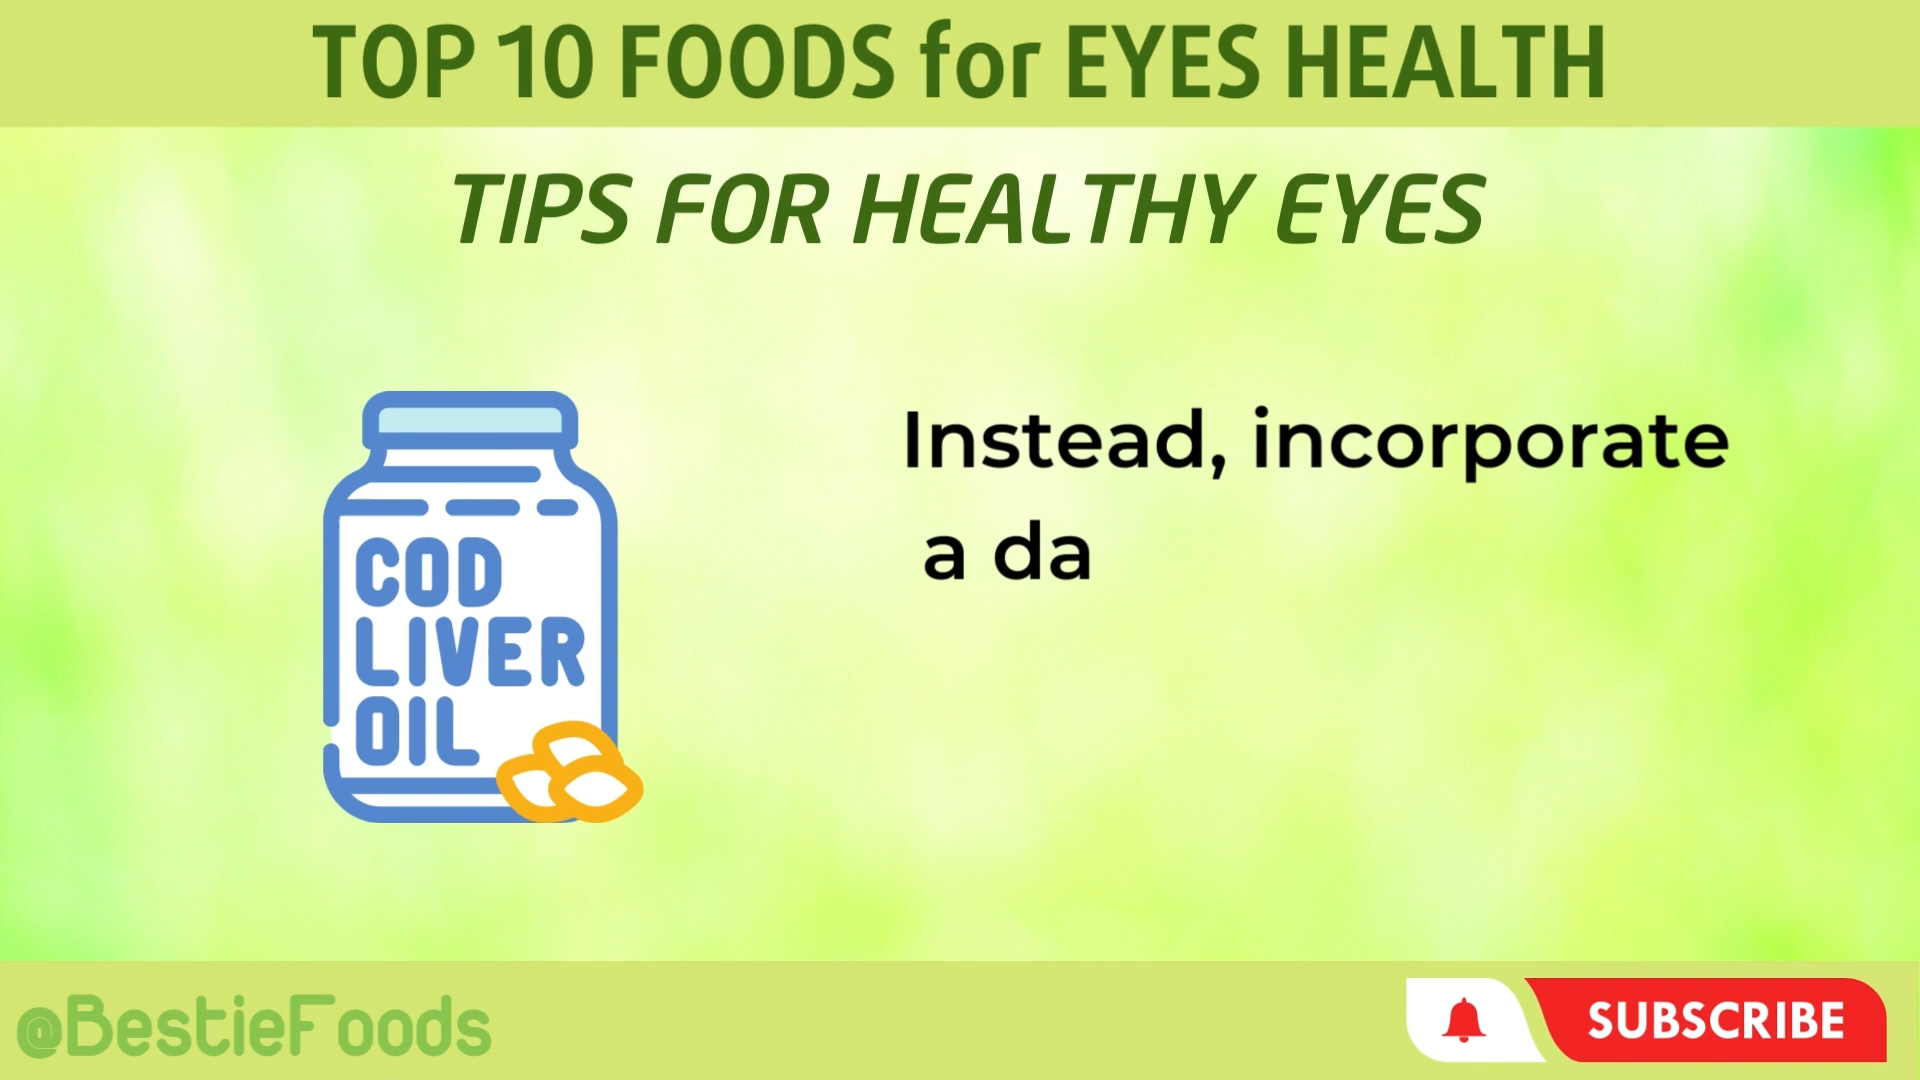 TOP 10 FOODS for EYES HEALTH
TIPS FOR HEALTHY EYES
Instead, incorporate
a da
COD
LIVER
OIL
@BestieFoods
SUBSCRIBE